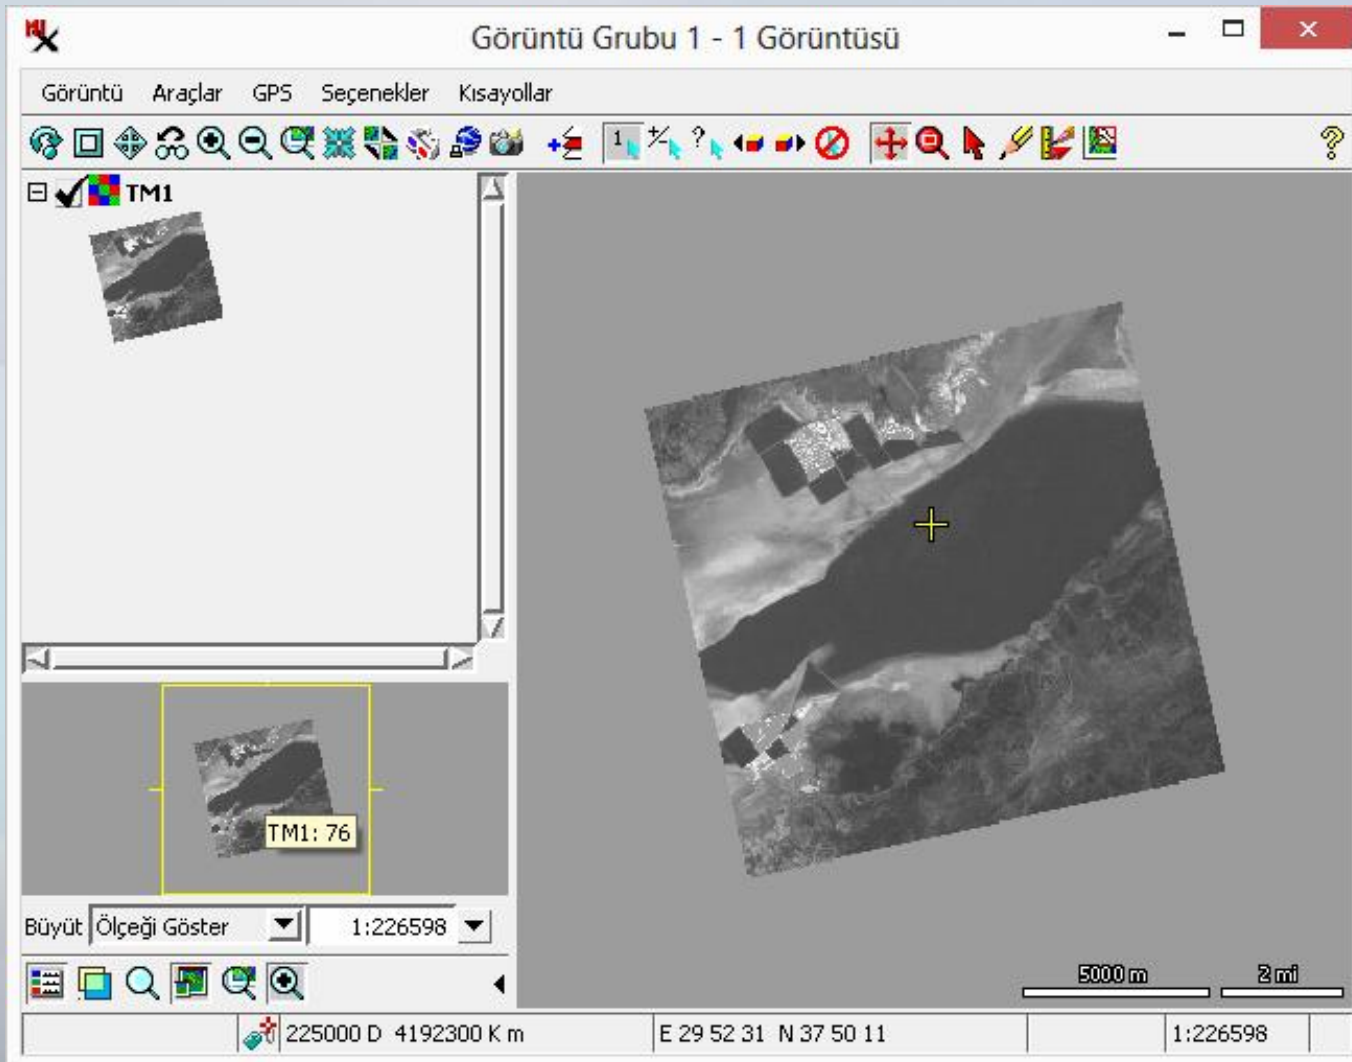 Görüntü Grubu 1 - 1 Görüntüsü
Görüntü Araçlar GPS Seçenekler Kısayollar
TM1
TM1: 76
Büyüt Ölçeği Göster 1:226598
5000 m 2 mi
225000 D 4192300 K m E 29 52 31 N 37 50 11 1:226598